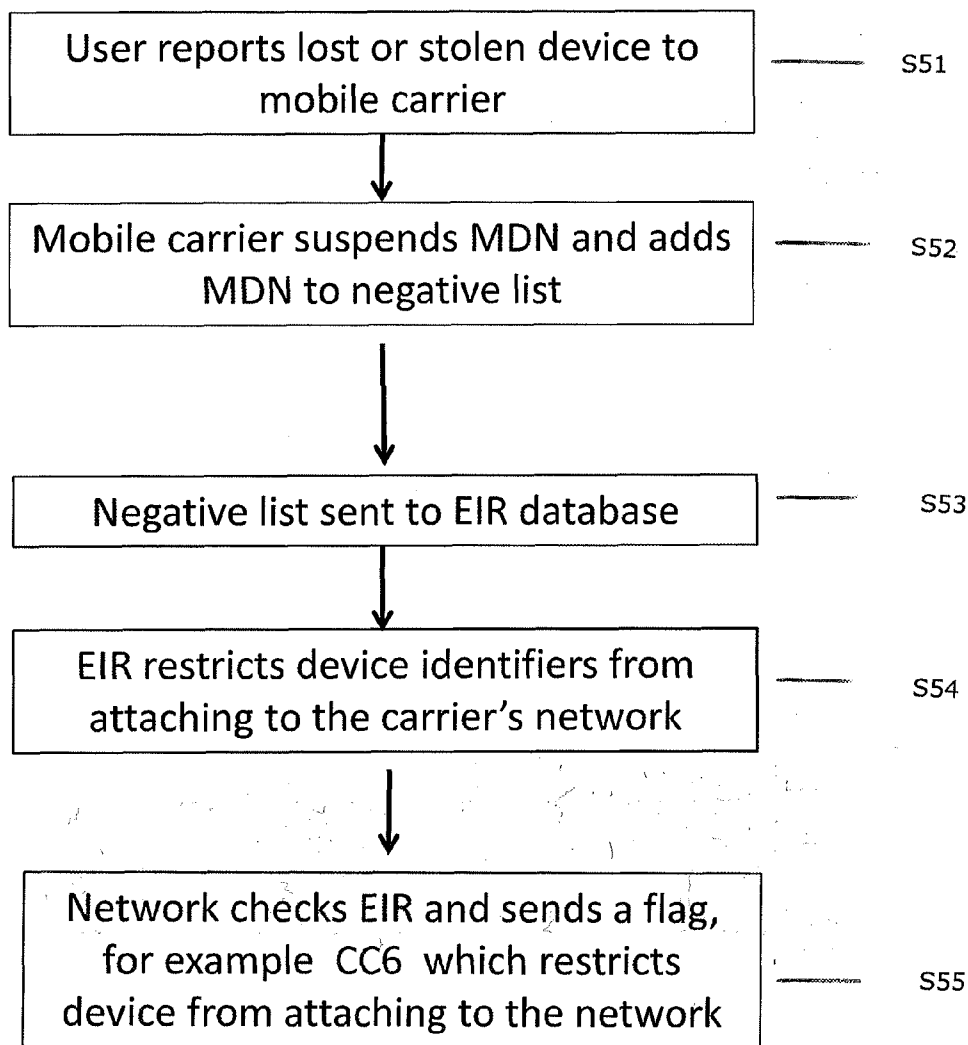 User reports lost or stolen device to
mobile carrier
S51
Mobile carrier suspends MDN and adds
MDN to negative list
S52
Negative list sent to EIR database
S53
EIR restricts device identifiers from
attaching to the carrier's network
S54
Network checks EIR and sends a flag,
for example CC6 which restricts
device from attaching to the network
S55